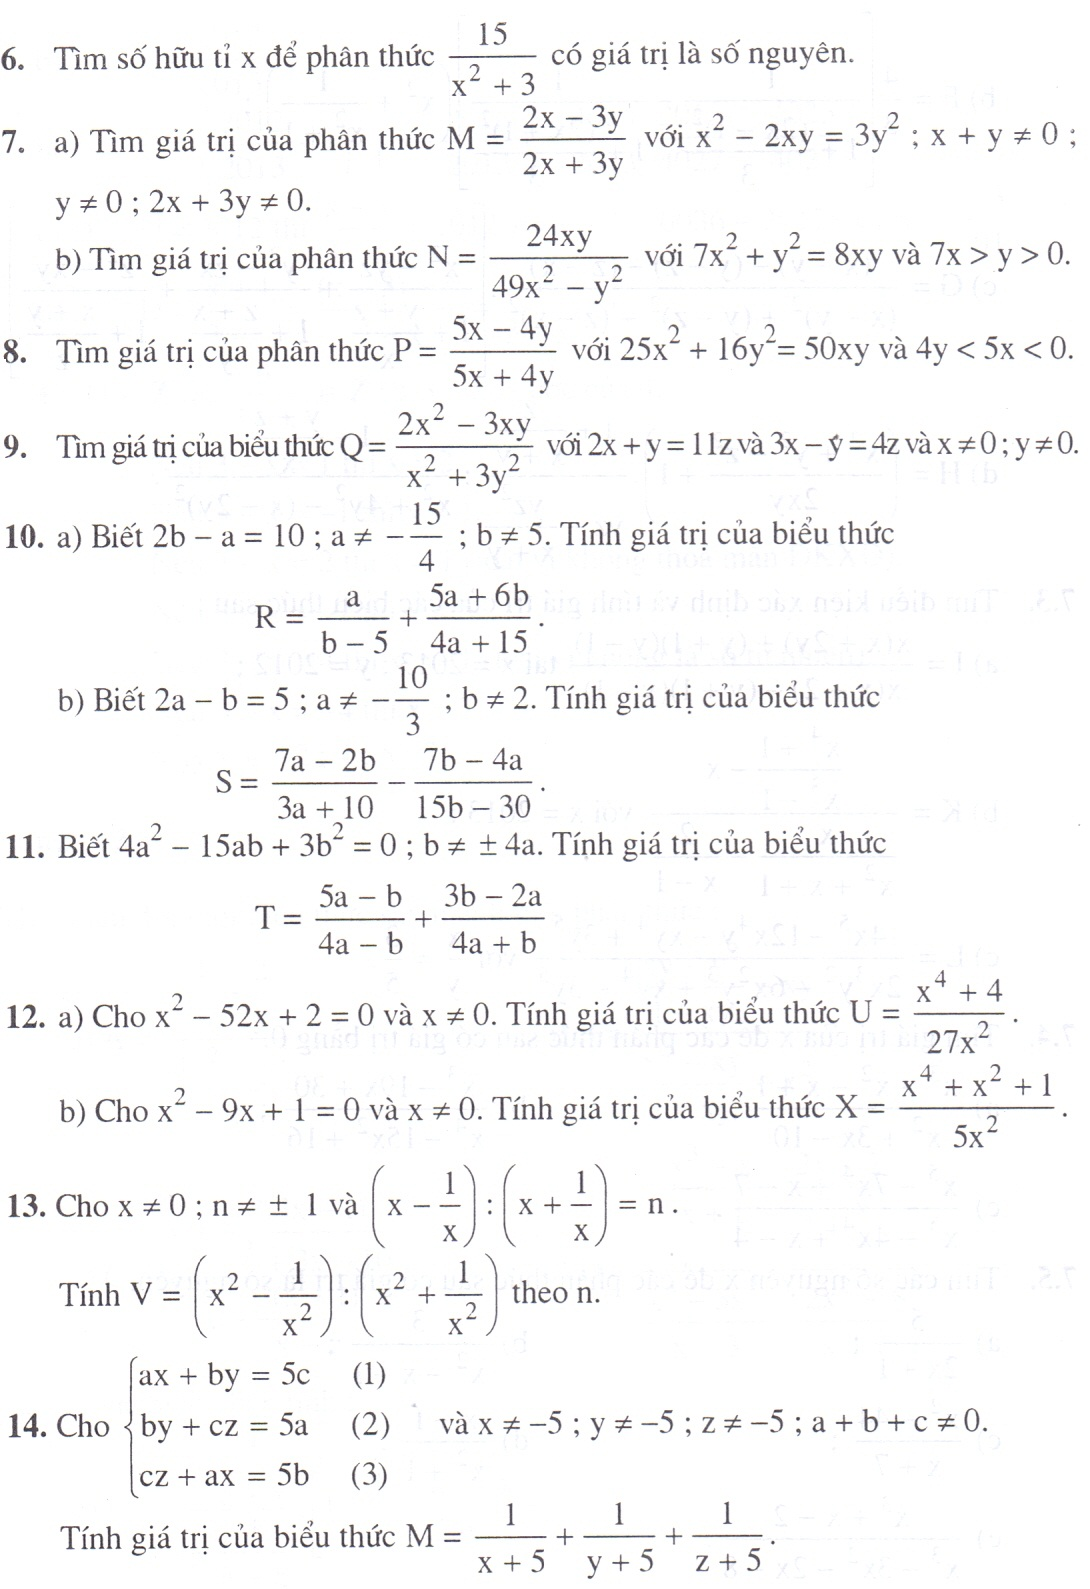 6. Tìm số hữu tỉ x để phân thức 15/(x² + 3) có giá trị là số nguyên.
7. a) Tìm giá trị của phân thức M = (2x − 3y)/(2x + 3y) với x² − 2xy = 3y² ; x + y ≠ 0 ;
y ≠ 0 ; 2x + 3y ≠ 0.
b) Tìm giá trị của phân thức N = 24xy/(49x² − y²) với 7x² + y² = 8xy và 7x > y > 0.
8. Tìm giá trị của phân thức P = (5x − 4y)/(5x + 4y) với 25x² + 16y² = 50xy và 4y < 5x < 0.
9. Tìm giá trị của biểu thức Q = (2x² − 3xy)/(x² + 3y²) với 2x + y = 11z và 3x − y = 4z và x ≠ 0 ; y ≠ 0.
10. a) Biết 2b − a = 10 ; a ≠ −15/4 ; b ≠ 5. Tính giá trị của biểu thức
R = a/(b − 5) + (5a + 6b)/(4a + 15).
b) Biết 2a − b = 5 ; a ≠ −10/3 ; b ≠ 2. Tính giá trị của biểu thức
S = (7a − 2b)/(3a + 10) − (7b − 4a)/(15b − 30).
11. Biết 4a² − 15ab + 3b² = 0 ; b ≠ ± 4a. Tính giá trị của biểu thức
T = (5a − b)/(4a − b) + (3b − 2a)/(4a + b)
12. a) Cho x² − 52x + 2 = 0 và x ≠ 0. Tính giá trị của biểu thức U = (x⁴ + 4)/(27x²).
b) Cho x² − 9x + 1 = 0 và x ≠ 0. Tính giá trị của biểu thức X = (x⁴ + x² + 1)/(5x²).
13. Cho x ≠ 0 ; n ≠ ± 1 và (x − 1/x) : (x + 1/x) = n .
Tính V = (x² − 1/x²) : (x² + 1/x²) theo n.
14. Cho { ax + by = 5c (1)
by + cz = 5a (2) và x ≠ −5 ; y ≠ −5 ; z ≠ −5 ; a + b + c ≠ 0.
cz + ax = 5b (3)
Tính giá trị của biểu thức M = 1/(x + 5) + 1/(y + 5) + 1/(z + 5).